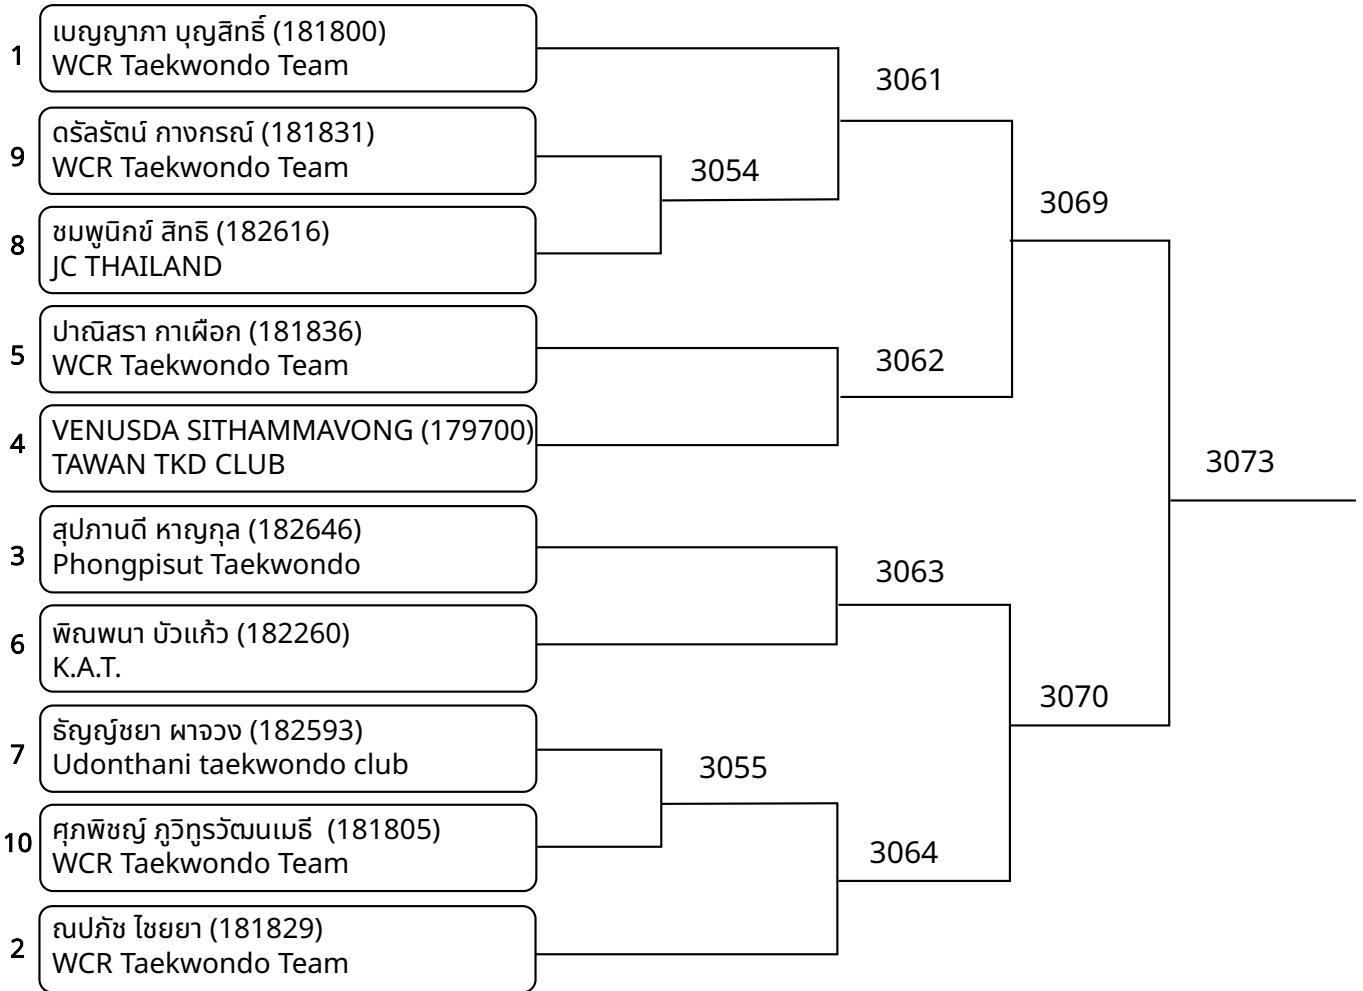 1
เบญญาภา บุญสิทธิ์ (181800)
WCR Taekwondo Team
9
ดรัลรัตน์ กางกรณ์ (181831)
WCR Taekwondo Team
8
ชมพูนิกข์ สิทธิ (182616)
JC THAILAND
5
ปาณิสรา กาเผือก (181836)
WCR Taekwondo Team
4
VENUSDA SITHAMMAVONG (179700)
TAWAN TKD CLUB
3
สุปภานดี หาญกุล (182646)
Phongpisut Taekwondo
6
พิณพนา บัวแก้ว (182260)
K.A.T.
7
ธัญญ์ชยา ผาจวง (182593)
Udonthani taekwondo club
10
ศุภพิชญ์ ภูวิทูรวัฒนเมธี (181805)
WCR Taekwondo Team
2
ณปภัช ไชยยา (181829)
WCR Taekwondo Team
3054
3055
3061
3062
3063
3064
3069
3070
3073